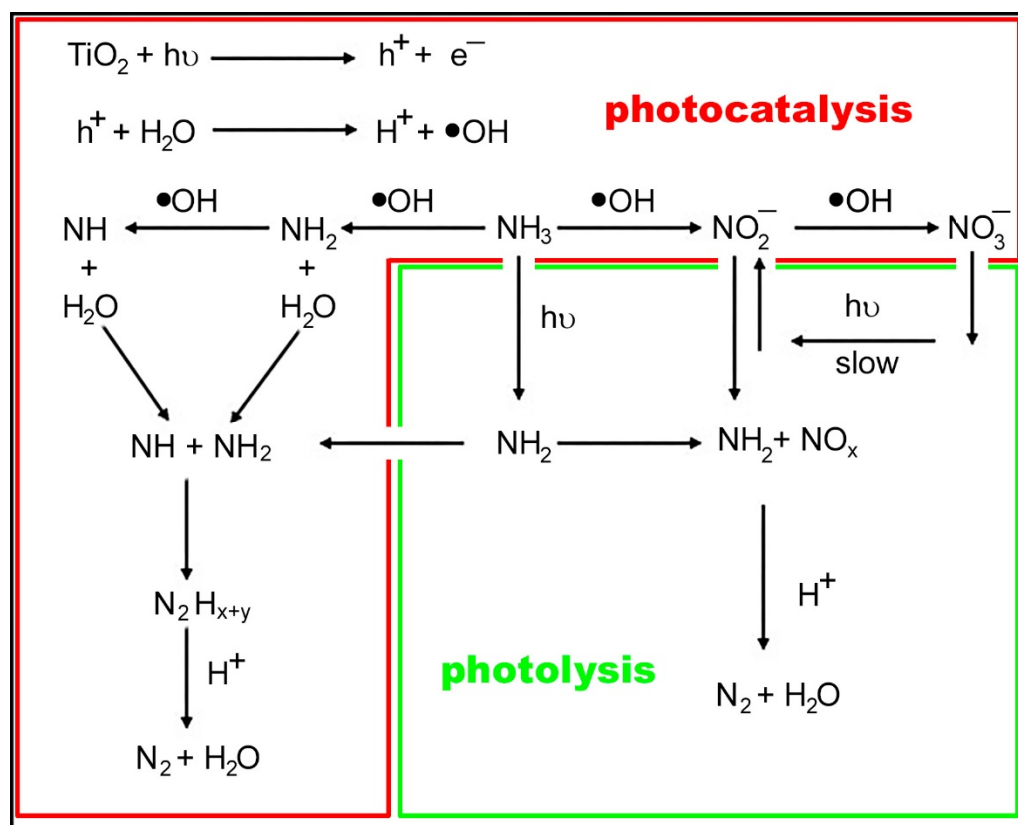 TiO₂ + hυ → h⁺ + e⁻
photocatalysis
h⁺ + H₂O → H⁺ + •OH
•OH •OH •OH •OH
NH ← NH₂ ← NH₃ → NO₂⁻ → NO₃⁻
+ +
H₂O H₂O
hυ hυ
slow
NH + NH₂ ← NH₂ → NH₂ + NOₓ
N₂Hₓ₊ᵧ
H⁺
H⁺
photolysis
N₂ + H₂O
N₂ + H₂O